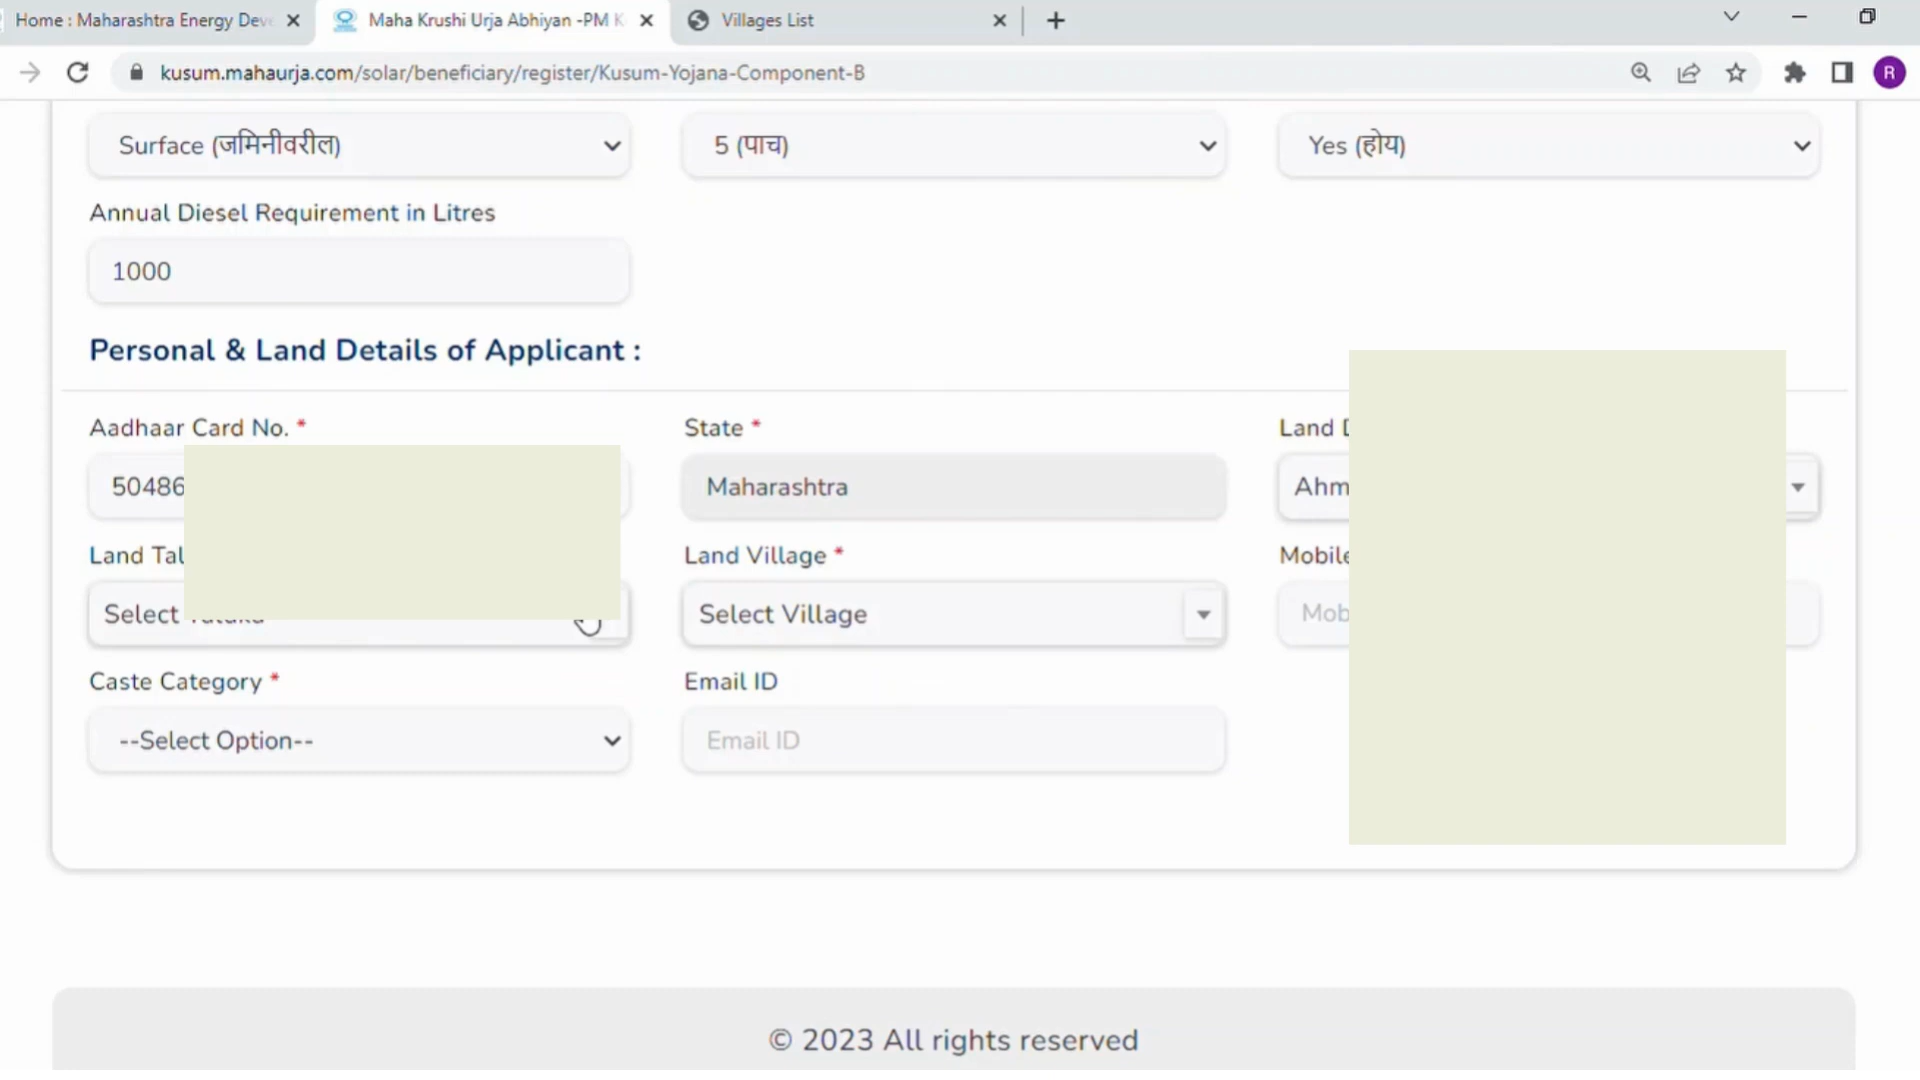 Home : Maharashtra Energy Deve
Maha Krushi Urja Abhiyan -PM K
Villages List
kusum.mahaurja.com/solar/beneficiary/register/Kusum-Yojana-Component-B
R
Surface (जमिनीवरील) 5 (पाच) Yes (होय)
Annual Diesel Requirement in Litres
1000
Personal & Land Details of Applicant :
Aadhaar Card No. * State * Land D
50486 Maharashtra Ahm
Land Tal Land Village * Mobile
Select Select Village Mob
Caste Category * Email ID
--Select Option-- Email ID
© 2023 All rights reserved